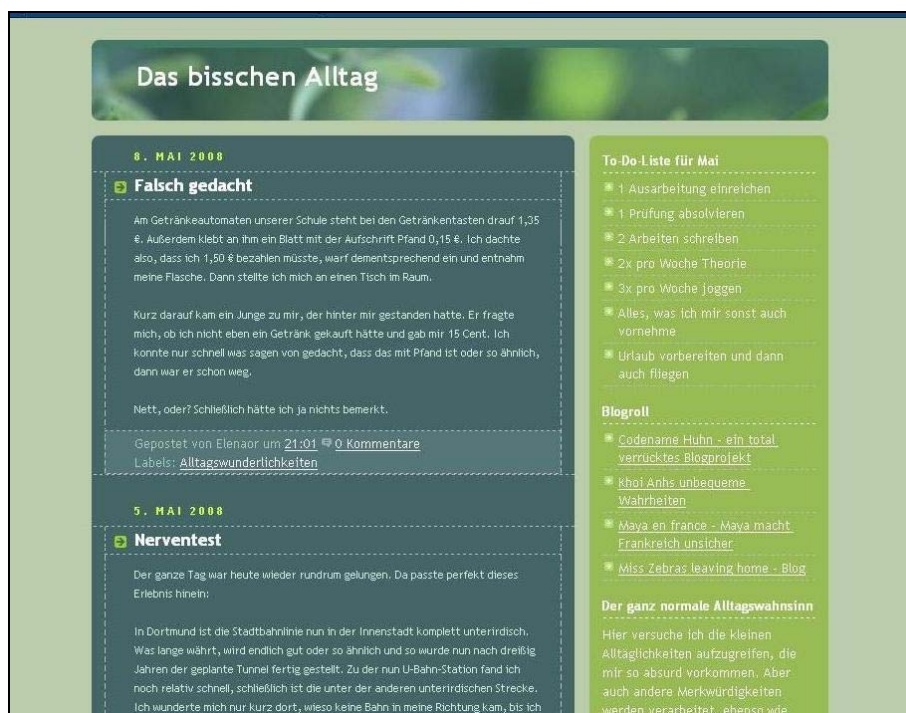 Das bisschen Alltag
8. MAI 2008
Falsch gedacht
Am Getränkeautomaten unserer Schule steht bei den Getränkentasten drauf 1,35
€. Außerdem klebt an ihm ein Blatt mit der Aufschrift Pfand 0,15 €. Ich dachte
also, dass ich 1,50 € bezahlen müsste, warf dementsprechend ein und entnahm
meine Flasche. Dann stellte ich mich an einen Tisch im Raum.
Kurz darauf kam ein Junge zu mir, der hinter mir gestanden hatte. Er fragte
mich, ob ich nicht eben ein Getränk gekauft hätte und gab mir 15 Cent. Ich
konnte nur schnell was sagen von gedacht, dass das mit Pfand ist oder so ähnlich,
dann war er schon weg.
Nett, oder? Schließlich hätte ich ja nichts bemerkt.
Gepostet von Elenaor um 21:01 0 Kommentare
Labels: Alltagswunderlichkeiten
5. MAI 2008
Nerventest
Der ganze Tag war heute wieder rundrum gelungen. Da passte perfekt dieses
Erlebnis hinein:
In Dortmund ist die Stadtbahnlinie nun in der Innenstadt komplett unterirdisch.
Was lange währt, wird endlich gut oder so ähnlich und so wurde nun nach dreißig
Jahren der geplante Tunnel fertig gestellt. Zu der nun U-Bahn-Station fand ich
noch relativ schnell, schließlich ist die unter der anderen unterirdischen Strecke.
Ich wunderte mich nur kurz dort, wieso keine Bahn in meine Richtung kam, bis ich
To-Do-Liste für Mai
1 Ausarbeitung einreichen
1 Prüfung absolvieren
2 Arbeiten schreiben
2x pro Woche Theorie
3x pro Woche joggen
Alles, was ich mir sonst auch
vornehme
Urlaub vorbereiten und dann
auch fliegen
Blogroll
Codename Huhn - ein total
verrücktes Blogprojekt
Khoi Anhs unbequeme
Wahrheiten
Maya en france - Maya macht
Frankreich unsicher
Miss Zebras leaving home - Blog
Der ganz normale Alltagswahnsinn
Hier versuche ich die kleinen
Alltäglichkeiten aufzugreifen, die
mir so absurd vorkommen. Aber
auch andere Merkwürdigkeiten
werden verarbeitet, ebenso wie